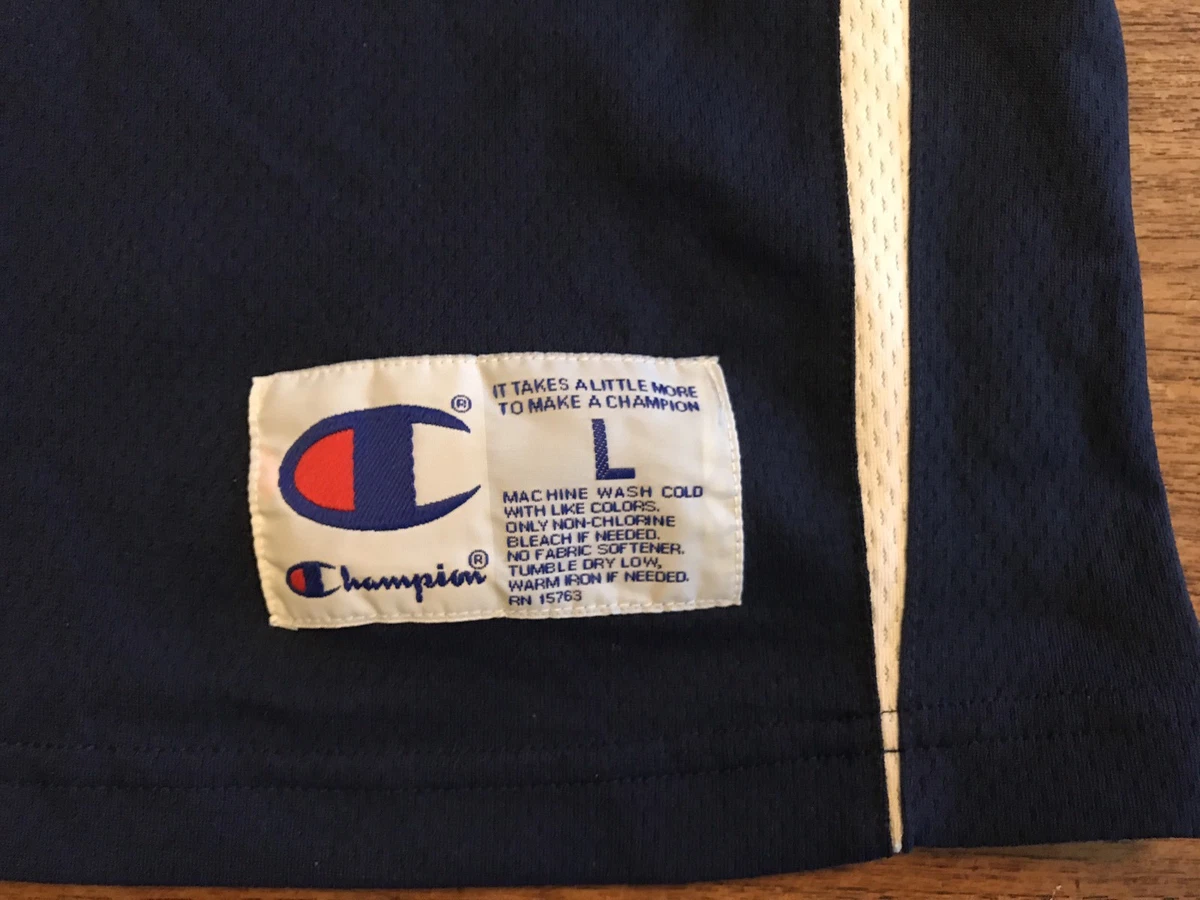 ®
Champion®
IT TAKES A LITTLE MORE
TO MAKE A CHAMPION
L
MACHINE WASH COLD
WITH LIKE COLORS.
ONLY NON-CHLORINE
BLEACH IF NEEDED.
NO FABRIC SOFTENER.
TUMBLE DRY LOW,
WARM IRON IF NEEDED.
RN 15763